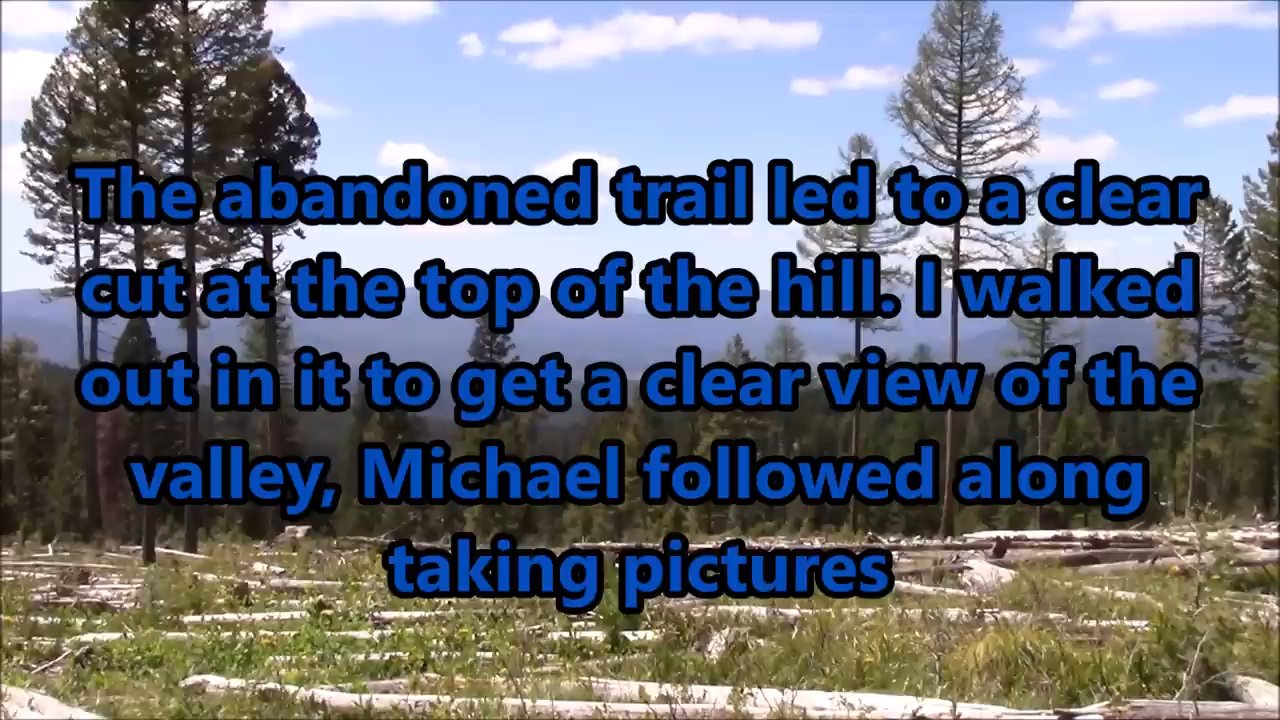 The abandoned trail led to a clear
cut at the top of the hill. I walked
out in it to get a clear view of the
valley, Michael followed along
taking pictures